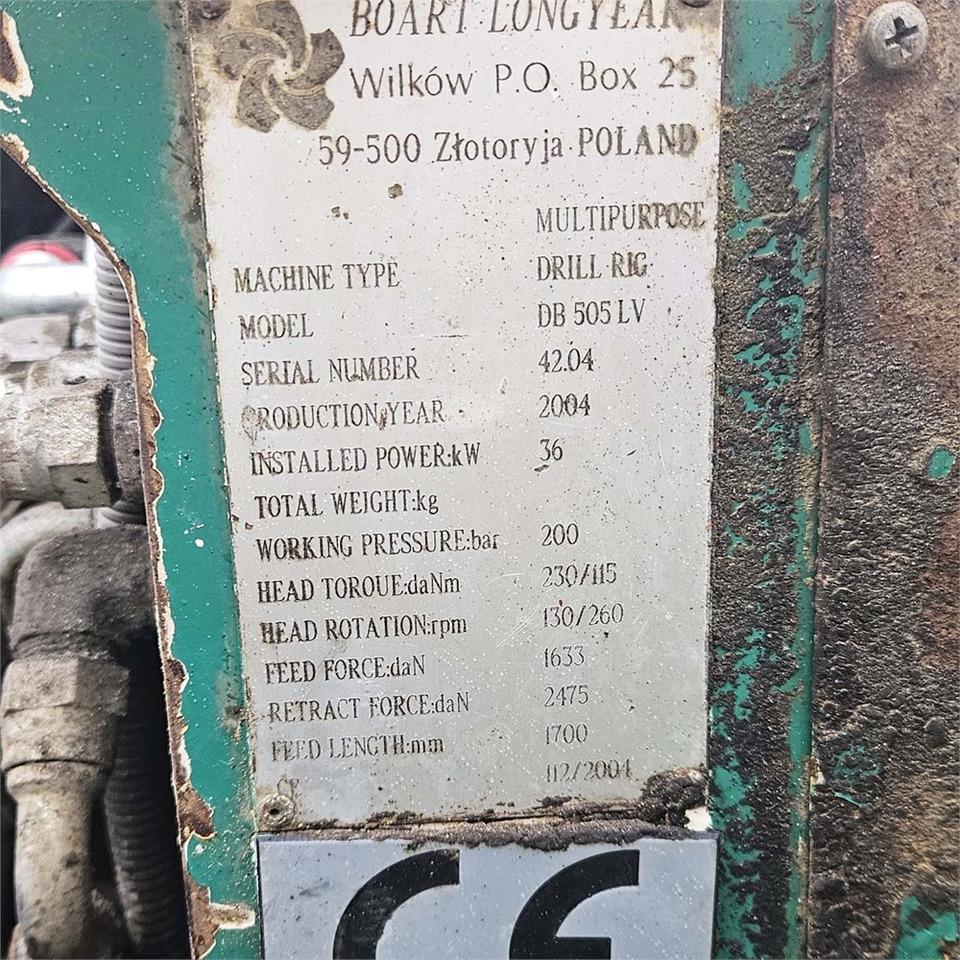 BOART LONGYEAR
Wilków P.O. Box 25
59-500 Złotoryja POLAND
MULTIPURPOSE
MACHINE TYPE DRILL RIG
MODEL DB 505 LV
SERIAL NUMBER 42.04
PRODUCTION YEAR 2004
INSTALLED POWER:kW 36
TOTAL WEIGHT:kg
WORKING PRESSURE:bar 200
HEAD TORQUE:daNm 230/115
HEAD ROTATION:rpm 130/260
FEED FORCE:daN 1633
RETRACT FORCE:daN 2475
FEED LENGTH:mm 1700
CE 112/2004
CE